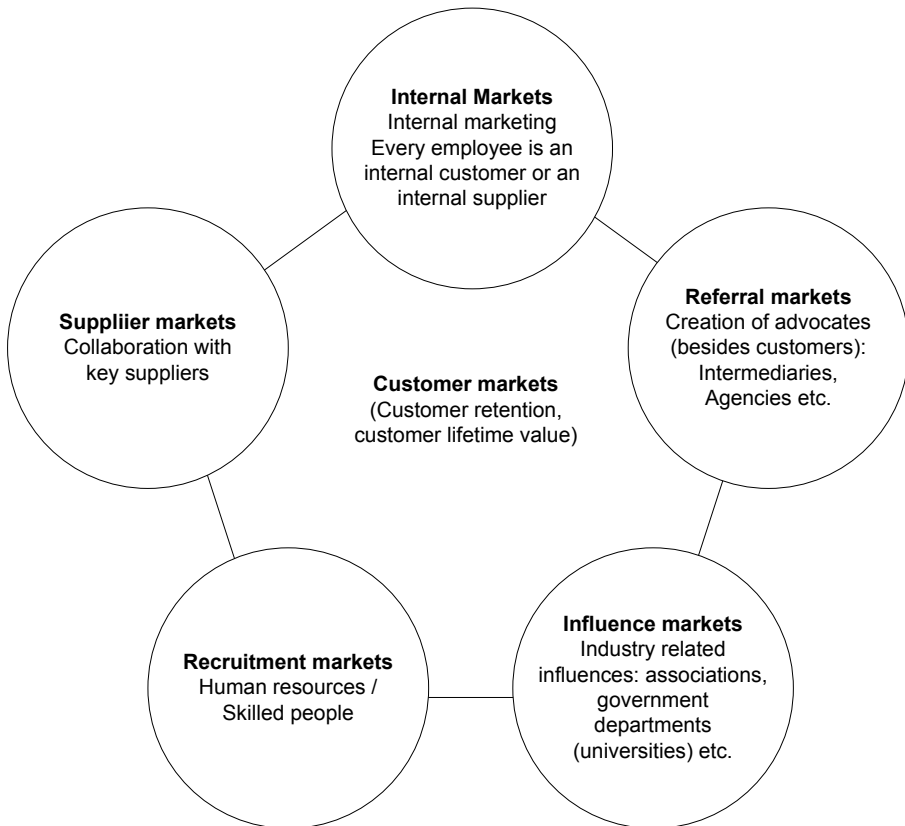 Internal Markets
Internal marketing
Every employee is an
internal customer or an
internal supplier
Suppliier markets
Collaboration with
key suppliers
Referral markets
Creation of advocates
(besides customers):
Intermediaries,
Agencies etc.
Customer markets
(Customer retention,
customer lifetime value)
Recruitment markets
Human resources /
Skilled people
Influence markets
Industry related
influences: associations,
government
departments
(universities) etc.